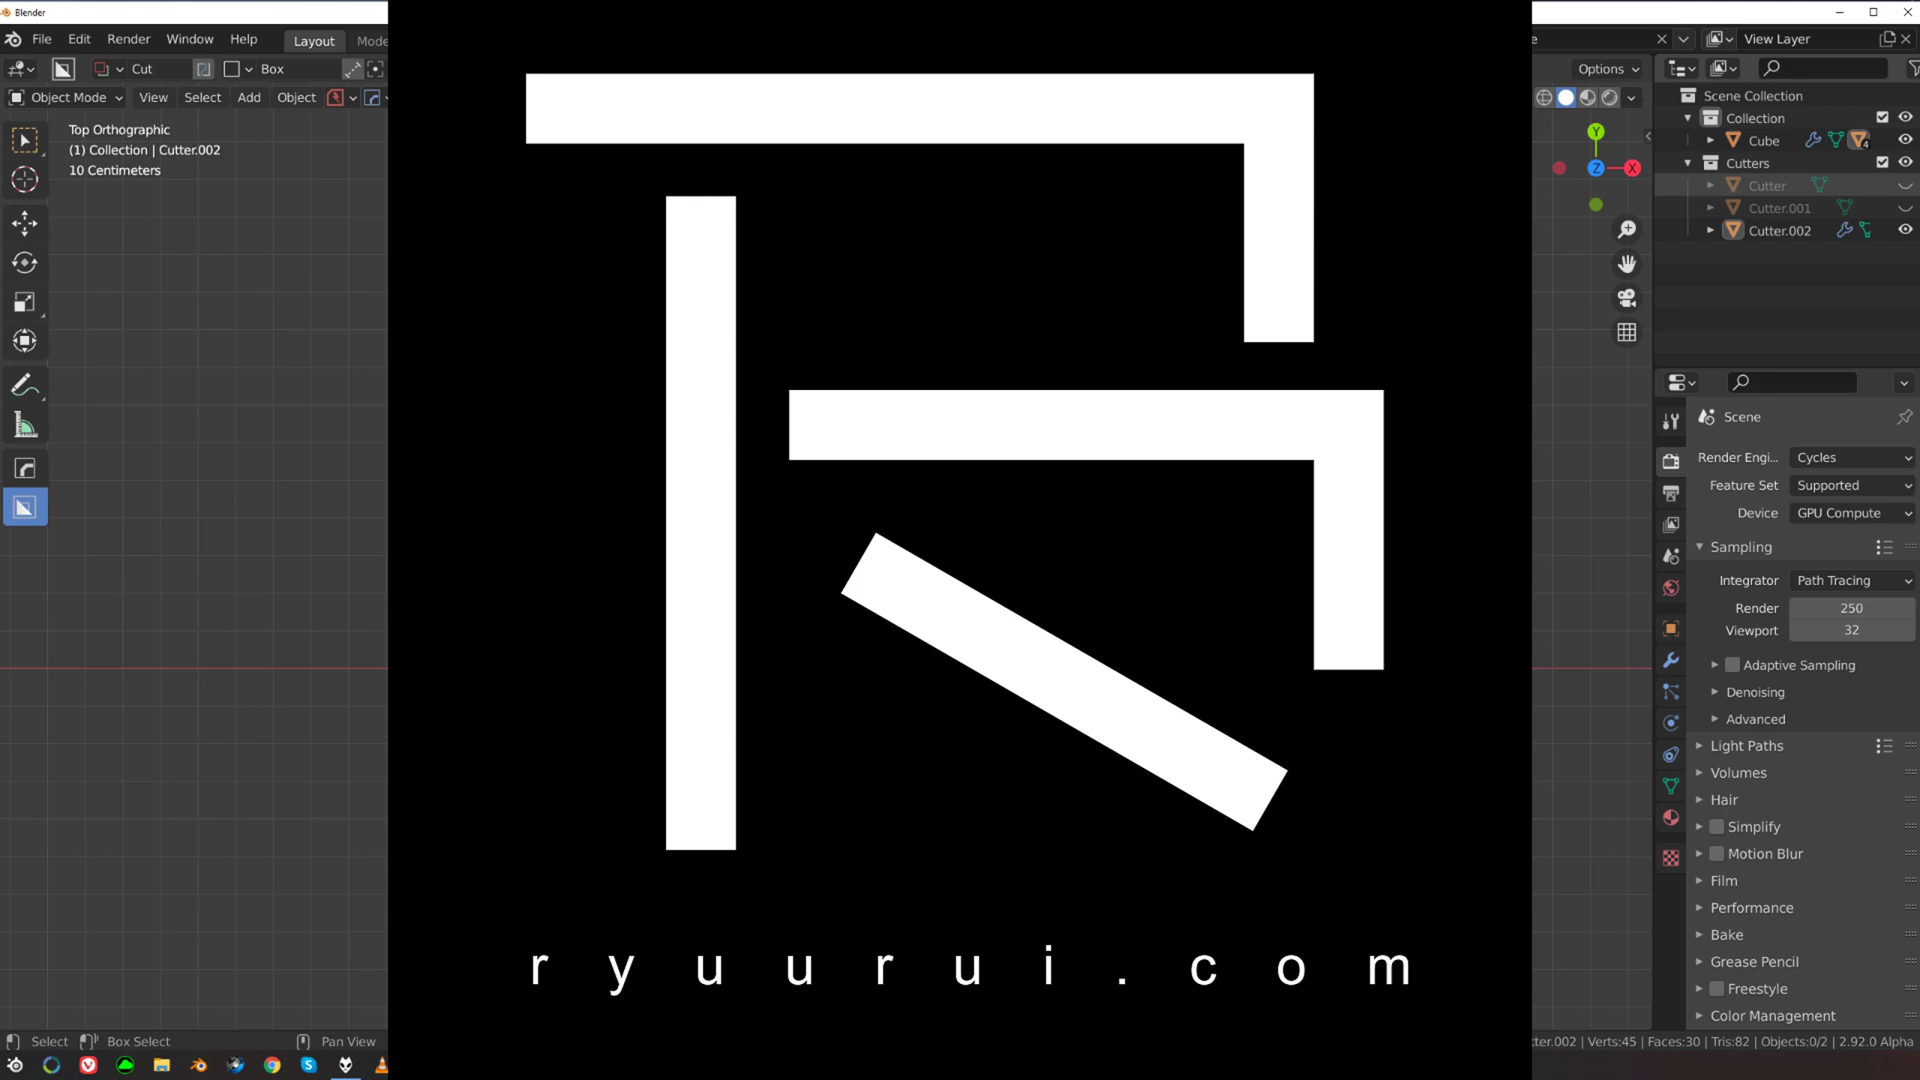 Blender
File Edit Render Window Help Layout Mode
e View Layer
Cut Box
Options
Object Mode View Select Add Object
Top Orthographic
(1) Collection | Cutter.002
10 Centimeters
Y
Z X
Scene Collection
Collection
Cube 4
Cutters
Cutter
Cutter.001
Cutter.002
Scene
Render Engi... Cycles
Feature Set Supported
Device GPU Compute
Sampling
Integrator Path Tracing
Render 250
Viewport 32
Adaptive Sampling
Denoising
Advanced
Light Paths
Volumes
Hair
Simplify
Motion Blur
Film
Performance
Bake
Grease Pencil
Freestyle
Color Management
r y u u r u i . c o m
Select Box Select Pan View
tter.002 | Verts:45 | Faces:30 | Tris:82 | Objects:0/2 | 2.92.0 Alpha